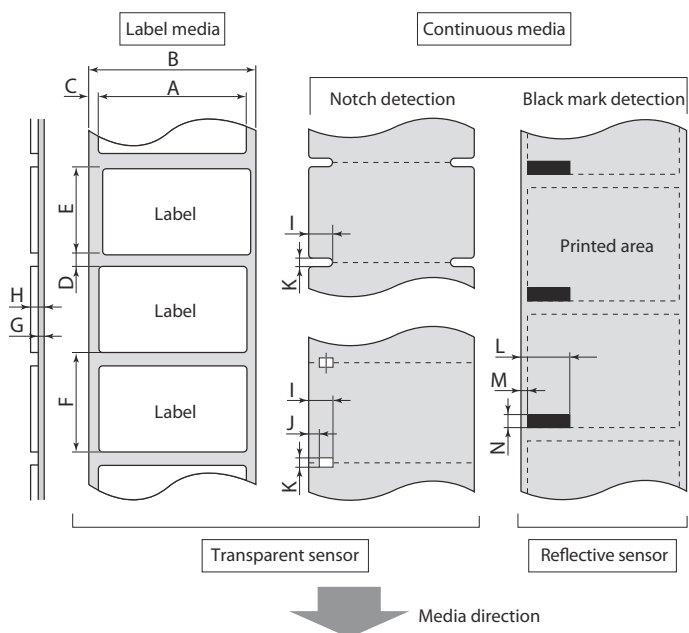 Label media
Continuous media
B
C
A
Notch detection
Black mark detection
E
Label
I
D
K
Printed area
H
Label
G
L
I
M
F
Label
J
N
K
Transparent sensor
Reflective sensor
Media direction